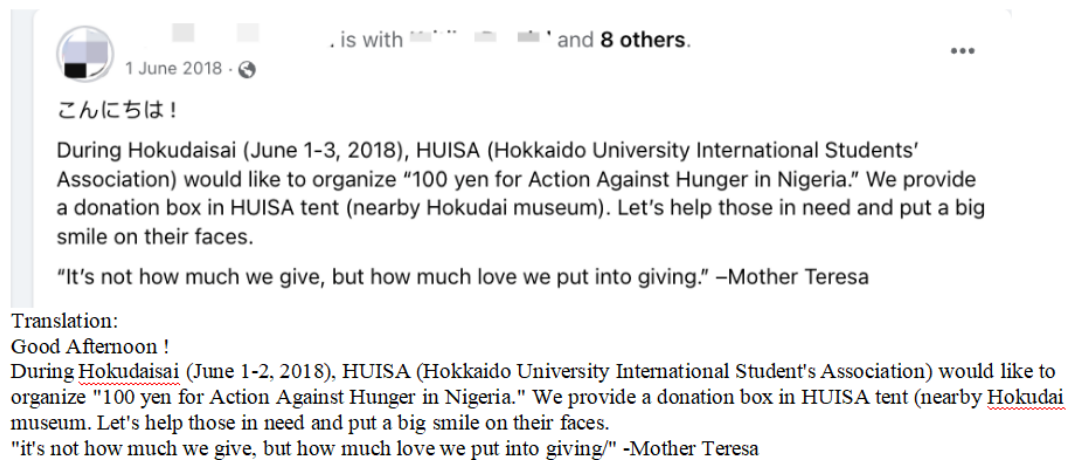 . is with
and 8 others.
1 June 2018 ·
こんにちは！
During Hokudaisai (June 1-3, 2018), HUISA (Hokkaido University International Students’
Association) would like to organize “100 yen for Action Against Hunger in Nigeria.” We provide
a donation box in HUISA tent (nearby Hokudai museum). Let’s help those in need and put a big
smile on their faces.
“It’s not how much we give, but how much love we put into giving.” –Mother Teresa
Translation:
Good Afternoon !
During Hokudaisai (June 1-2, 2018), HUISA (Hokkaido University International Student's Association) would like to
organize "100 yen for Action Against Hunger in Nigeria." We provide a donation box in HUISA tent (nearby Hokudai
museum. Let's help those in need and put a big smile on their faces.
"it's not how much we give, but how much love we put into giving/" -Mother Teresa